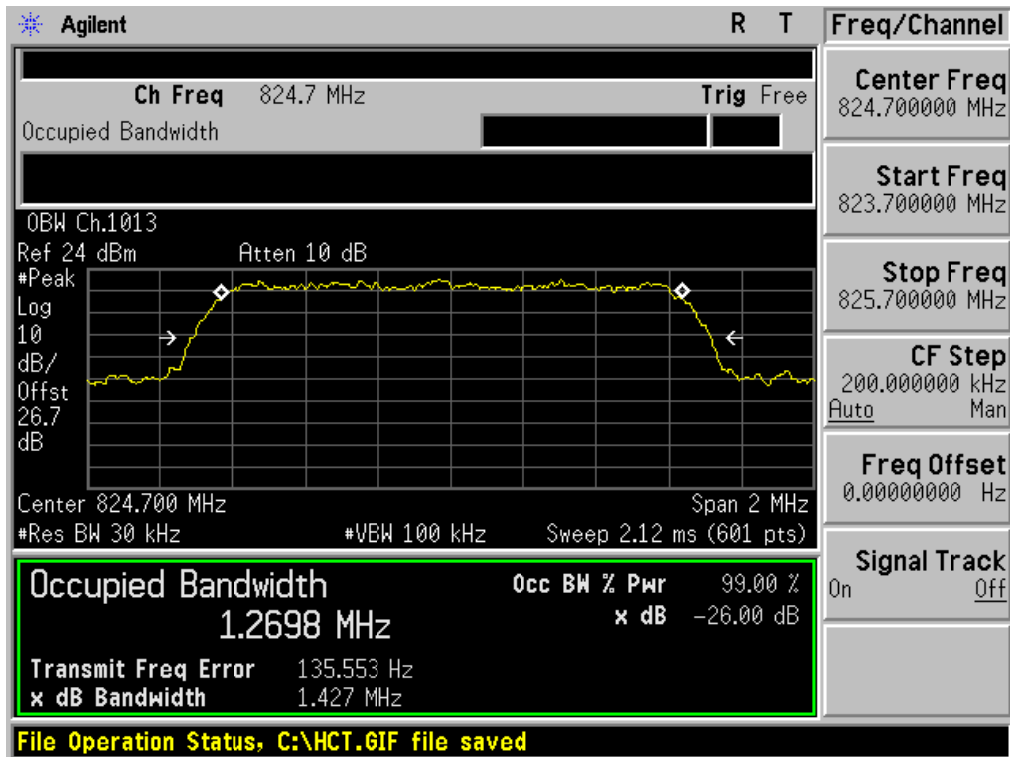 Agilent R T
Ch Freq 824.7 MHz Trig Free
Occupied Bandwidth
OBW Ch.1013
Ref 24 dBm Atten 10 dB
#Peak
Log
10
dB/
Offst
26.7
dB
Center 824.700 MHz Span 2 MHz
#Res BW 30 kHz #VBW 100 kHz Sweep 2.12 ms (601 pts)
Occupied Bandwidth Occ BW % Pwr 99.00 %
1.2698 MHz x dB -26.00 dB
Transmit Freq Error 135.553 Hz
x dB Bandwidth 1.427 MHz
File Operation Status, C:\HCT.GIF file saved
Freq/Channel
Center Freq
824.700000 MHz
Start Freq
823.700000 MHz
Stop Freq
825.700000 MHz
CF Step
200.000000 kHz
Auto Man
Freq Offset
0.00000000 Hz
Signal Track
On Off